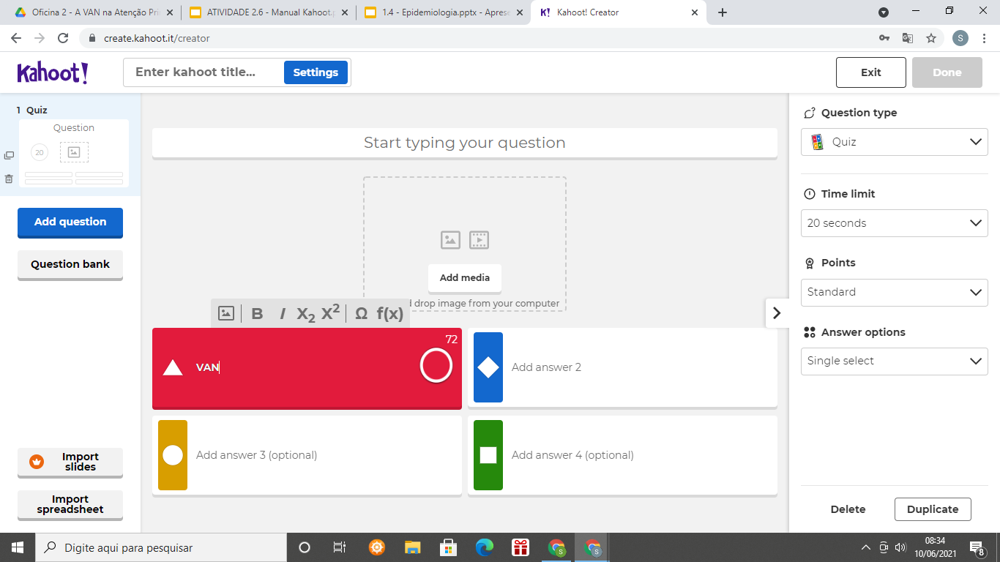 Oficina 2 - A VAN na Atenção Pri
ATIVIDADE 2.6 - Manual Kahoot.p
1.4 - Epidemiologia.pptx - Aprese
K! Kahoot! Creator
create.kahoot.it/creator
S
Kahoot!
Enter kahoot title...
Settings
Exit
Done
1 Quiz
Question
20
Add question
Question bank
Import slides
Import spreadsheet
Start typing your question
Add media
drop image from your computer
B I X2 X2 Ω f(x)
72
VAN
Add answer 2
Add answer 3 (optional)
Add answer 4 (optional)
Question type
Quiz
Time limit
20 seconds
Points
Standard
Answer options
Single select
Delete
Duplicate
Digite aqui para pesquisar
08:34
10/06/2021
8